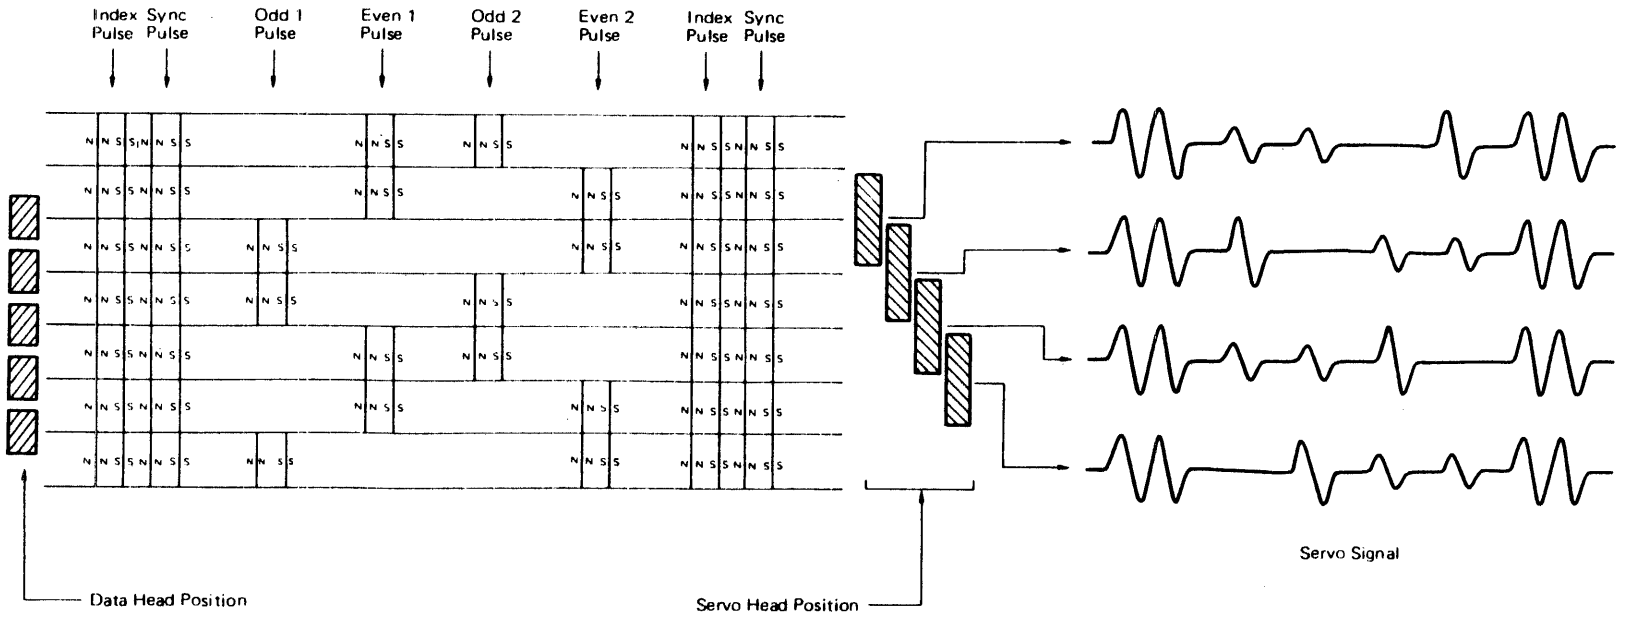 Index Sync Odd 1 Even 1 Odd 2 Even 2 Index Sync
Pulse Pulse Pulse Pulse Pulse Pulse Pulse Pulse
N N S S N N S S N N S S N N S S N N S S N N S S
N N S S N N S S N N S S N N S S N N S S N N S S
N N S S N N S S N N S S N N S S N N S S N N S S
N N S S N N S S N N S S N N S S N N S S N N S S
N N S S N N S S N N S S N N S S N N S S N N S S
N N S S N N S S N N S S N N S S N N S S N N S S
N N S S N N S S N N S S N N S S N N S S N N S S
Servo Signal
Data Head Position
Servo Head Position